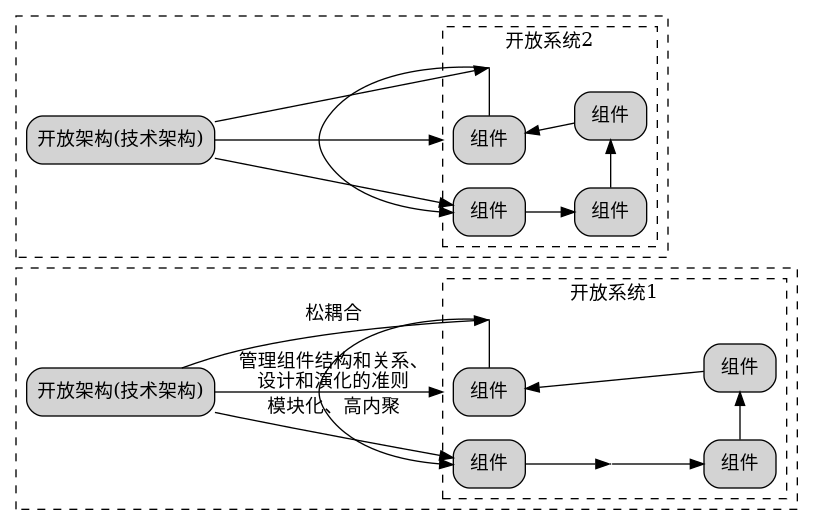 开放系统2
组件
开放架构(技术架构)
组件
组件
组件
开放系统1
松耦合
管理组件结构和关系、
设计和演化的准则
模块化、高内聚
开放架构(技术架构)
组件
组件
组件
组件